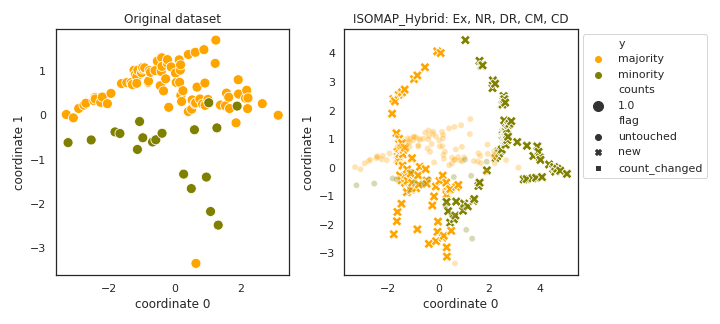 Original dataset
coordinate 1
1
0
−1
−2
−3
−2
0
2
coordinate 0
ISOMAP_Hybrid: Ex, NR, DR, CM, CD
coordinate 1
4
3
2
1
0
−1
−2
−3
−2
0
2
4
coordinate 0
y
majority
minority
counts
1.0
flag
untouched
new
count_changed